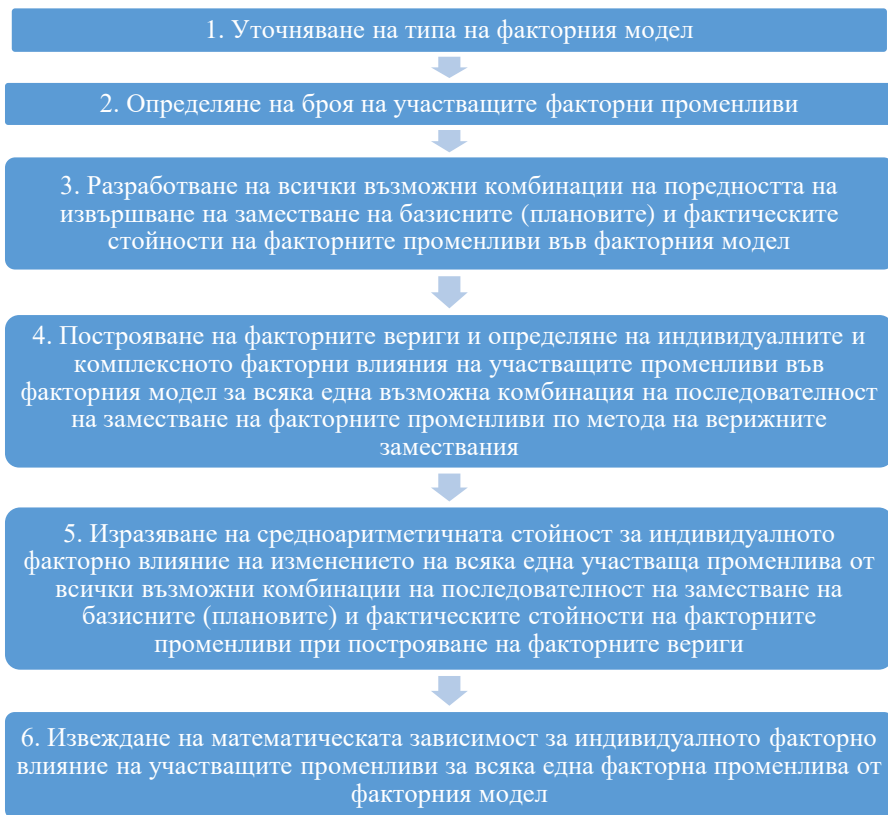 1. Уточняване на типа на факторния модел
2. Определяне на броя на участващите факторни променливи
3. Разработване на всички възможни комбинации на поредността на
извършване на заместване на базисните (плановите) и фактическите
стойности на факторните променливи във факторния модел
4. Построяване на факторните вериги и определяне на индивидуалните и
комплексното факторни влияния на участващите променливи във
факторния модел за всяка една възможна комбинация на последователност
на заместване на факторните променливи по метода на верижните
замествания
5. Изразяване на средноаритметичната стойност за индивидуалното
факторно влияние на изменението на всяка една участваща променлива от
всички възможни комбинации на последователност на заместване на
базисните (плановите) и фактическите стойности на факторните
променливи при построяване на факторните вериги
6. Извеждане на математическата зависимост за индивидуалното факторно
влияние на участващите променливи за всяка една факторна променлива от
факторния модел